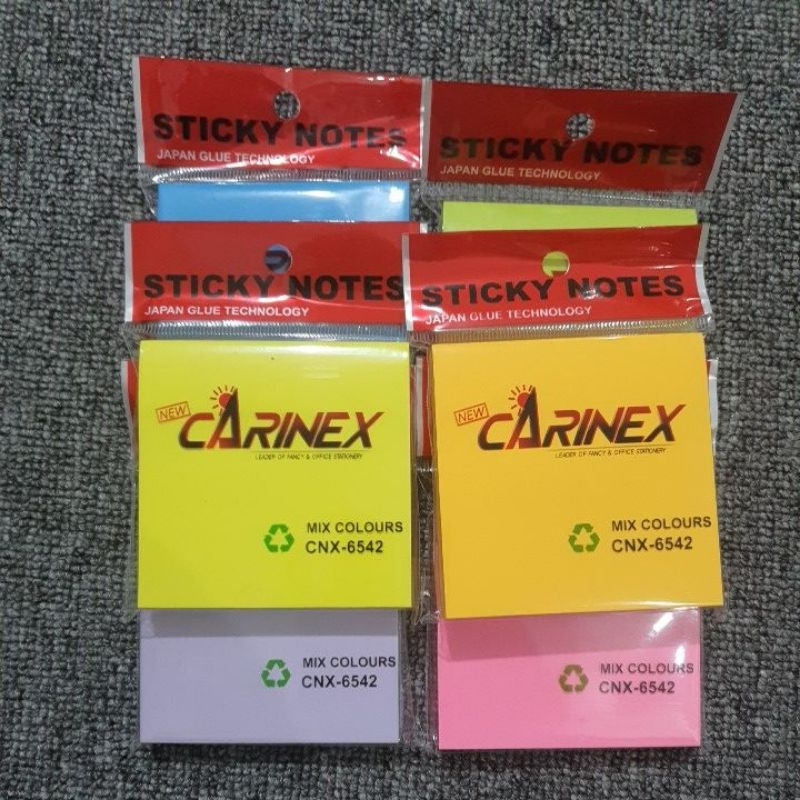 STICKY NOTES
JAPAN GLUE TECHNOLOGY
STICKY NOTES
JAPAN GLUE TECHNOLOGY
STICKY NOTES
JAPAN GLUE TECHNOLOGY
STICKY NOTES
JAPAN GLUE TECHNOLOGY
NEW
CARINEX
LEADER OF FANCY & OFFICE STATIONERY
MIX COLOURS
CNX-6542
NEW
CARINEX
LEADER OF FANCY & OFFICE STATIONERY
MIX COLOURS
CNX-6542
MIX COLOURS
CNX-6542
MIX COLOURS
CNX-6542